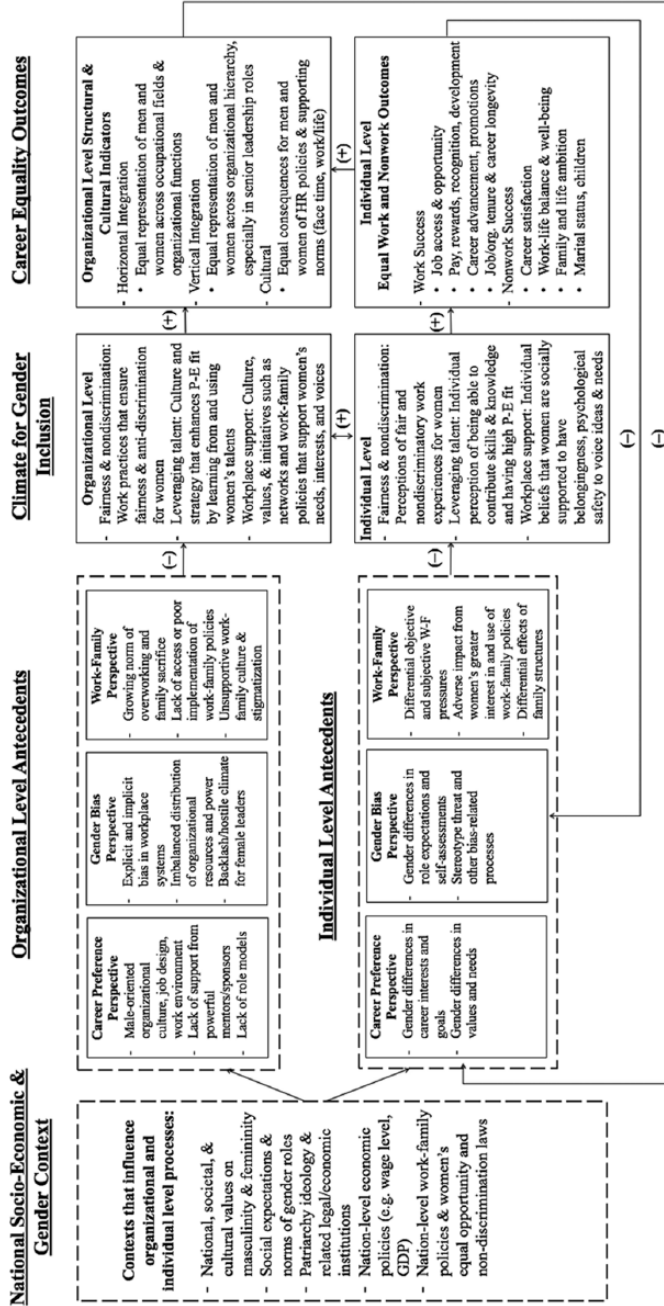 National Socio-Economic &
Gender Context
Contexts that influence
organizational and
individual level processes:
- National, societal, &
cultural values on
masculinity & femininity
- Social expectations &
norms of gender roles
- Patriarchy ideology &
related legal/economic
institutions
- Nation-level economic
policies (e.g. wage level,
GDP)
- Nation-level work-family
policies & women's
equal opportunity and
non-discrimination laws
Organizational Level Antecedents
Career Preference
Perspective
- Male-oriented
organizational
culture, job design,
work environment
- Lack of support from
powerful
mentors/sponsors
- Lack of role models
Gender Bias
Perspective
- Explicit and implicit
bias in workplace
systems
- Imbalanced distribution
of organizational
resources and power
- Backlash/hostile climate
for female leaders
Work-Family
Perspective
- Growing norm of
overworking and
family sacrifice
- Lack of access or poor
implementation of
work-family policies
- Unsupportive work-
family culture &
stigmatization
Individual Level Antecedents
Career Preference
Perspective
- Gender differences in
career interests and
goals
- Gender differences in
values and needs
Gender Bias
Perspective
- Gender differences in
role expectations and
self-assessments
- Stereotype threat and
other bias-related
processes
Work-Family
Perspective
- Differential objective
and subjective W-F
pressures
- Adverse impact from
women's greater
interest in and use of
work-family policies
- Differential effects of
family structures
(–)
(–)
Climate for Gender
Inclusion
Organizational Level
- Fairness & nondiscrimination:
Work practices that ensure
fairness & anti-discrimination
for women
- Leveraging talent: Culture and
strategy that enhances P-E fit
by learning from and using
women's talents
- Workplace support: Culture,
values, & initiatives such as
networks and work-family
policies that support women's
needs, interests, and voices
(+)
Individual Level
- Fairness & nondiscrimination:
Perceptions of fair and
nondiscriminatory work
experiences for women
- Leveraging talent: Individual
perception of being able to
contribute skills & knowledge
and having high P-E fit
- Workplace support: Individual
beliefs that women are socially
supported to have
belongingness, psychological
safety to voice ideas & needs
(+)
(+)
Career Equality Outcomes
Organizational Level Structural &
Cultural Indicators
- Horizontal Integration
• Equal representation of men and
women across occupational fields &
organizational functions
- Vertical Integration
• Equal representation of men and
women across organizational hierarchy,
especially in senior leadership roles
- Cultural
• Equal consequences for men and
women of HR policies & supporting
norms (face time, work/life)
(+)
Individual Level
Equal Work and Nonwork Outcomes
- Work Success
• Job access & opportunity
• Pay, rewards, recognition, development
• Career advancement, promotions
• Job/org. tenure & career longevity
- Nonwork Success
• Career satisfaction
• Work-life balance & well-being
• Family and life ambition
• Marital status, children
(–)
(–)